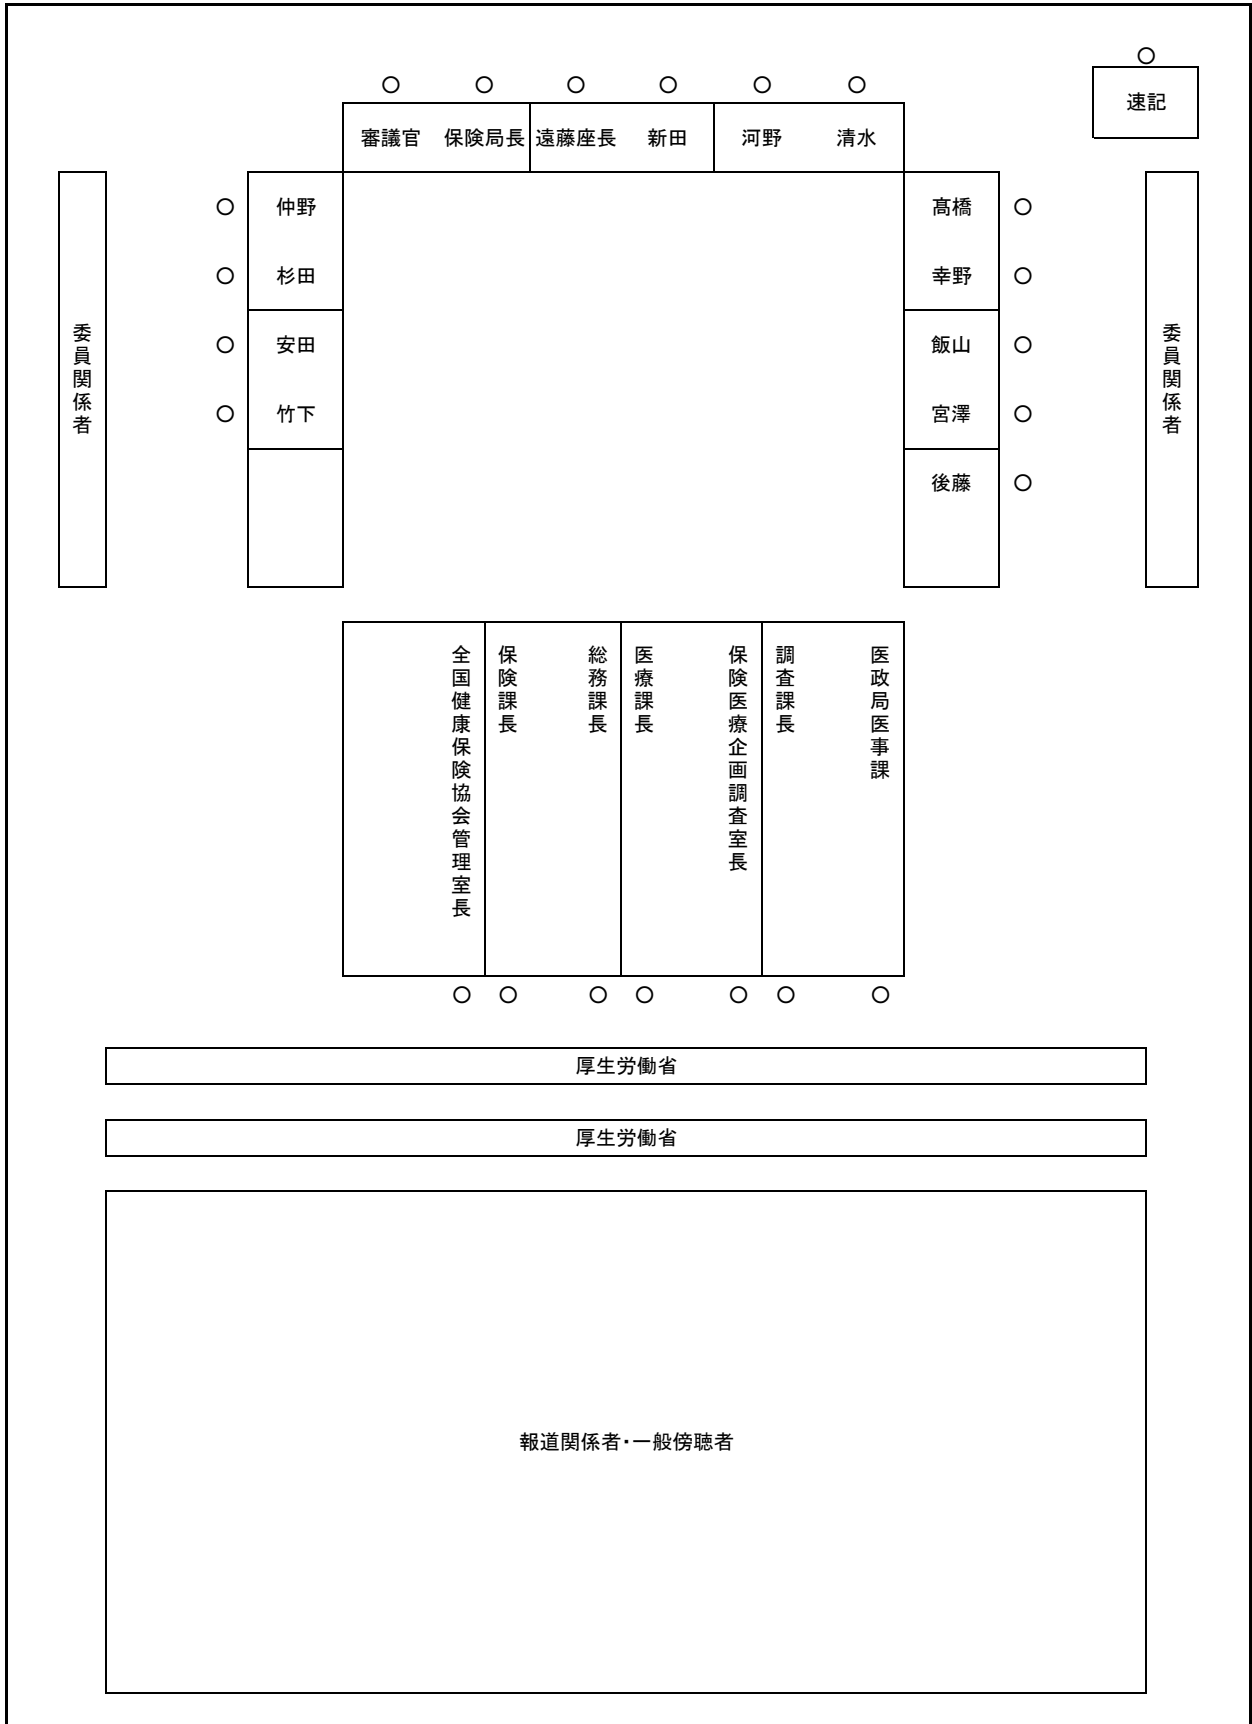 速記
審議官 保険局長 遠藤座長 新田 河野 清水
仲野
杉田
安田
竹下
髙橋
幸野
飯山
宮澤
後藤
委員関係者
委員関係者
全国健康保険協会管理室長
保険課長
総務課長
医療課長
保険医療企画調査室長
調査課長
医政局医事課
厚生労働省
厚生労働省
報道関係者・一般傍聴者